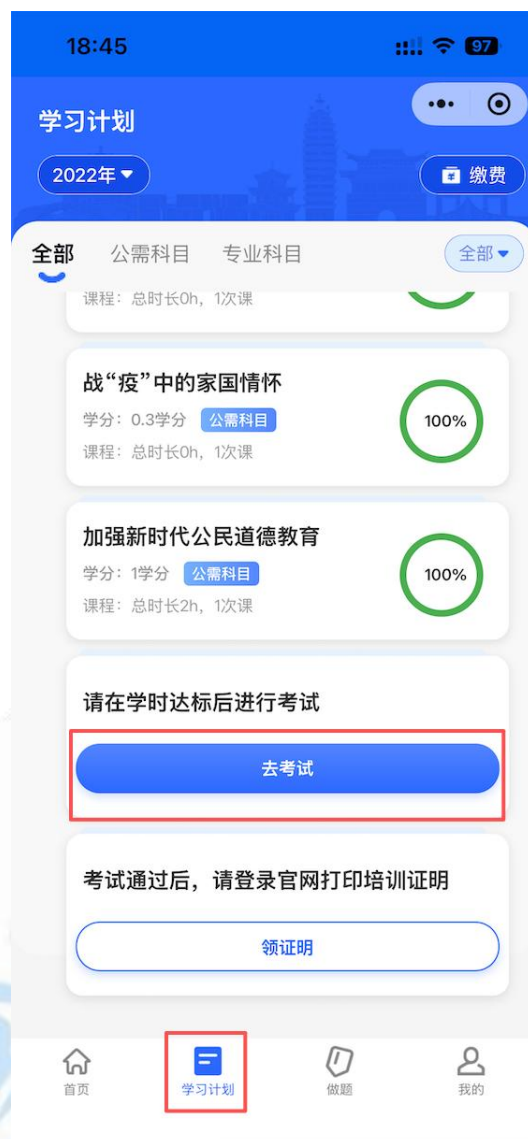 18:45
97
学习计划
2022年
缴费
全部 公需科目 专业科目 全部
课程：总时长0h，1次课
战“疫”中的家国情怀
学分：0.3学分 公需科目
100%
课程：总时长0h，1次课
加强新时代公民道德教育
学分：1学分 公需科目
100%
课程：总时长2h，1次课
请在学时达标后进行考试
去考试
考试通过后，请登录官网打印培训证明
领证明
首页 学习计划 做题 我的